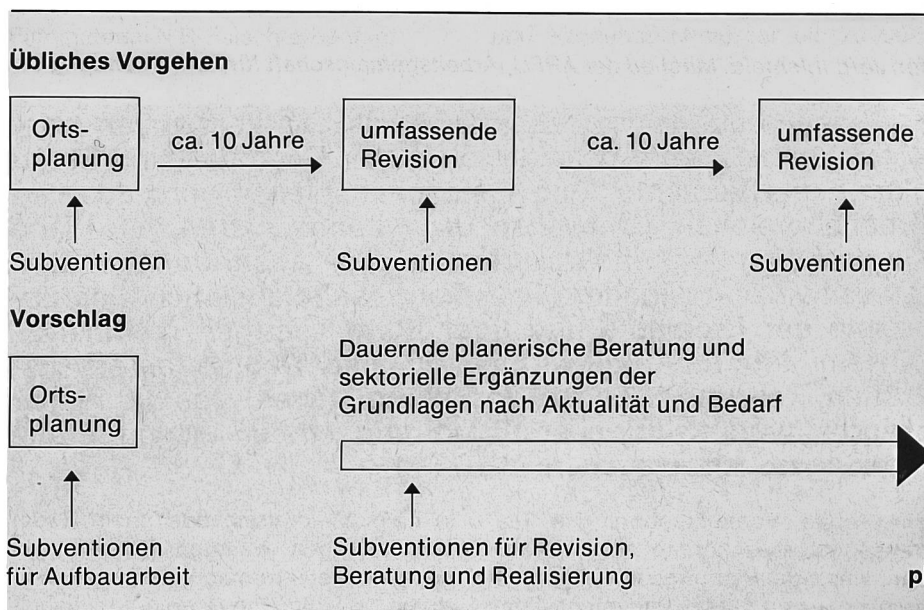 Übliches Vorgehen
Orts-
planung
ca. 10 Jahre
umfassende
Revision
ca. 10 Jahre
umfassende
Revision
Subventionen
Subventionen
Subventionen
Vorschlag
Orts-
planung
Dauernde planerische Beratung und
sektorielle Ergänzungen der
Grundlagen nach Aktualität und Bedarf
Subventionen
für Aufbauarbeit
Subventionen für Revision,
Beratung und Realisierung
p